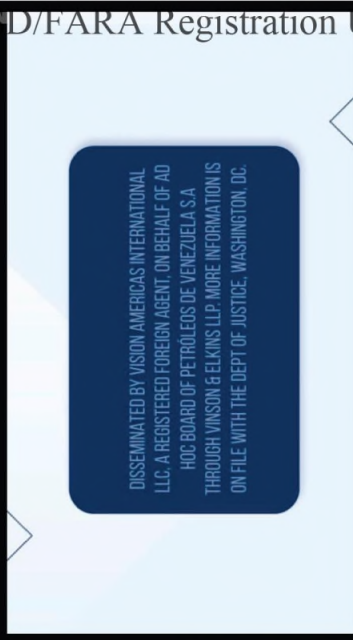 D/FARA Registration
DISSEMINATED BY VISION AMERICAS INTERNATIONAL
LLC, A REGISTERED FOREIGN AGENT, ON BEHALF OF AD
HOC BOARD OF PETRÓLEOS DE VENEZUELA S.A
THROUGH VINSON & ELKINS LLP. MORE INFORMATION IS
ON FILE WITH THE DEPT OF JUSTICE, WASHINGTON, DC.